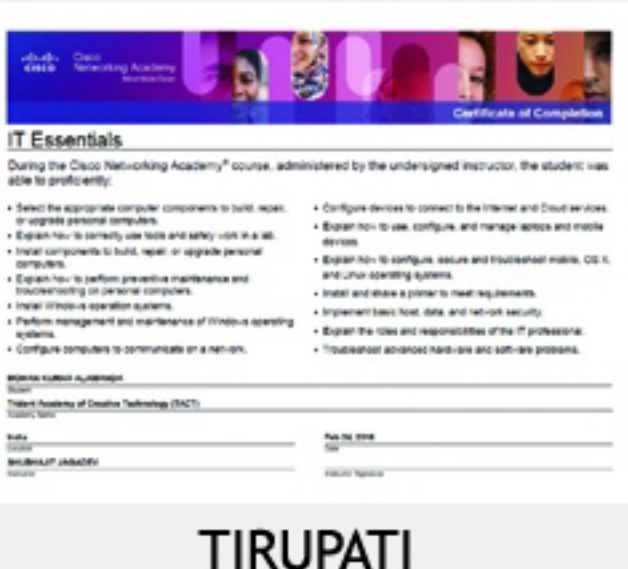 CISCO
Cisco
Networking Academy
Certificate of Completion
IT Essentials
During the Cisco Networking Academy® course, administered by the undersigned instructor, the student was
able to proficiently:
• Select the appropriate computer components to build, repair,
or upgrade personal computers.
• Explain how to correctly use tools and safely work in a lab.
• Install components to build, repair, or upgrade personal
computers.
• Explain how to perform preventive maintenance and
troubleshooting on personal computers.
• Install Windows operation systems.
• Perform management and maintenance of Windows operating
systems.
• Configure computers to communicate on a network.
• Configure devices to connect to the Internet and Cloud services.
• Explain how to use, configure, and manage laptops and mobile
devices.
• Explain how to configure, secure and troubleshoot mobile, OS X,
and Linux operating systems.
• Install and share a printer to meet requirements.
• Implement basic host, data, and network security.
• Explain the roles and responsibilities of the IT professional.
• Troubleshoot advanced hardware and software problems.
KUMAR
Student
Trident Academy of Creative Technology (TACT)
Academy Name
India
Location
Date
JAGADEV
Instructor
Instructor Signature
TIRUPATI